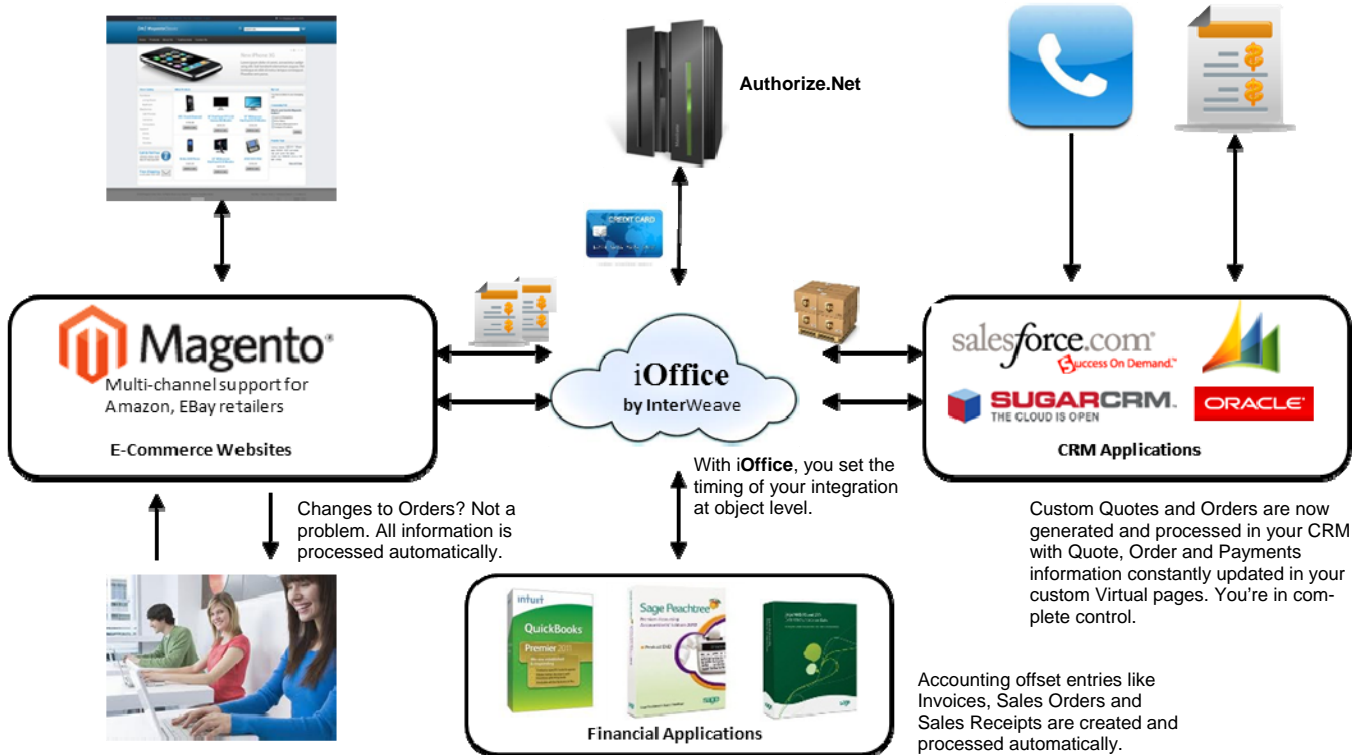 Authorize.Net
CREDIT CARD
Magento®
Multi-channel support for
Amazon, EBay retailers
E-Commerce Websites
iOffice
by InterWeave
salesforce.com®
Success On Demand.™
SUGARCRM.
THE CLOUD IS OPEN
ORACLE®
CRM Applications
With iOffice, you set the
timing of your integration
at object level.
Changes to Orders? Not a
problem. All information is
processed automatically.
Custom Quotes and Orders are now
generated and processed in your CRM
with Quote, Order and Payments
information constantly updated in your
custom Virtual pages. You’re in com-
plete control.
intuit
QuickBooks
Premier 2011
Sage Peachtree
sage
sage
Financial Applications
Accounting offset entries like
Invoices, Sales Orders and
Sales Receipts are created and
processed automatically.